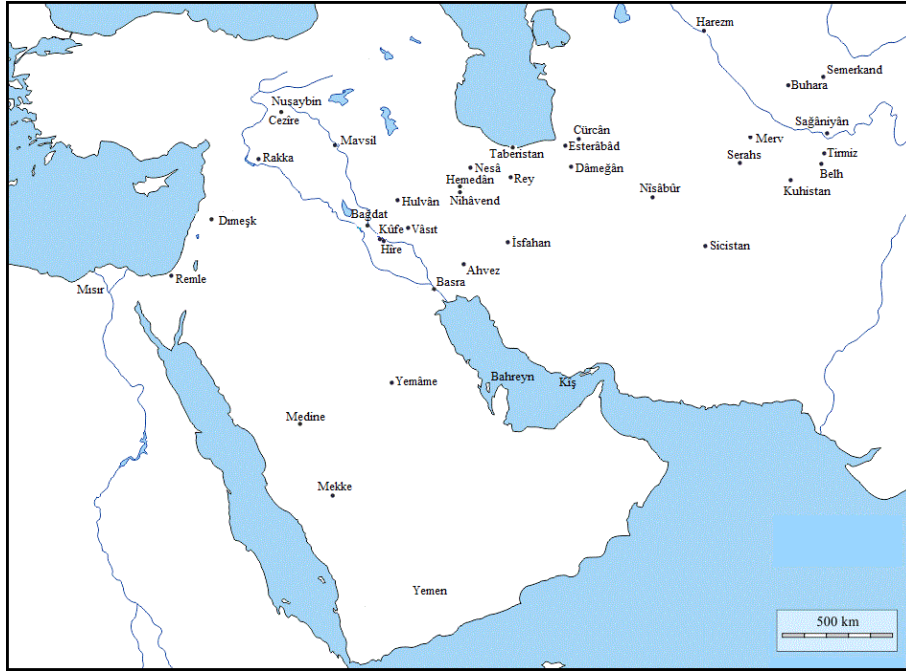 Harezm
Semerkand
Buhara
Nuşaybin
Cezîre
Mavsil
Rakka
Cürcân
Esterâbâd
Taberistan
Dâmeğân
Nesâ
Rey
Hemedân
Nihâvend
Sağâniyân
Merv
Serahs
Tirmiz
Belh
Kuhistan
Nîsâbûr
Hulvân
Bağdat
Kûfe
Vâsıt
Hîre
Dımeşk
İsfahan
Sicistan
Ahvez
Basra
Remle
Mısır
Yemâme
Bahreyn
Kîş
Medine
Mekke
Yemen
500 km